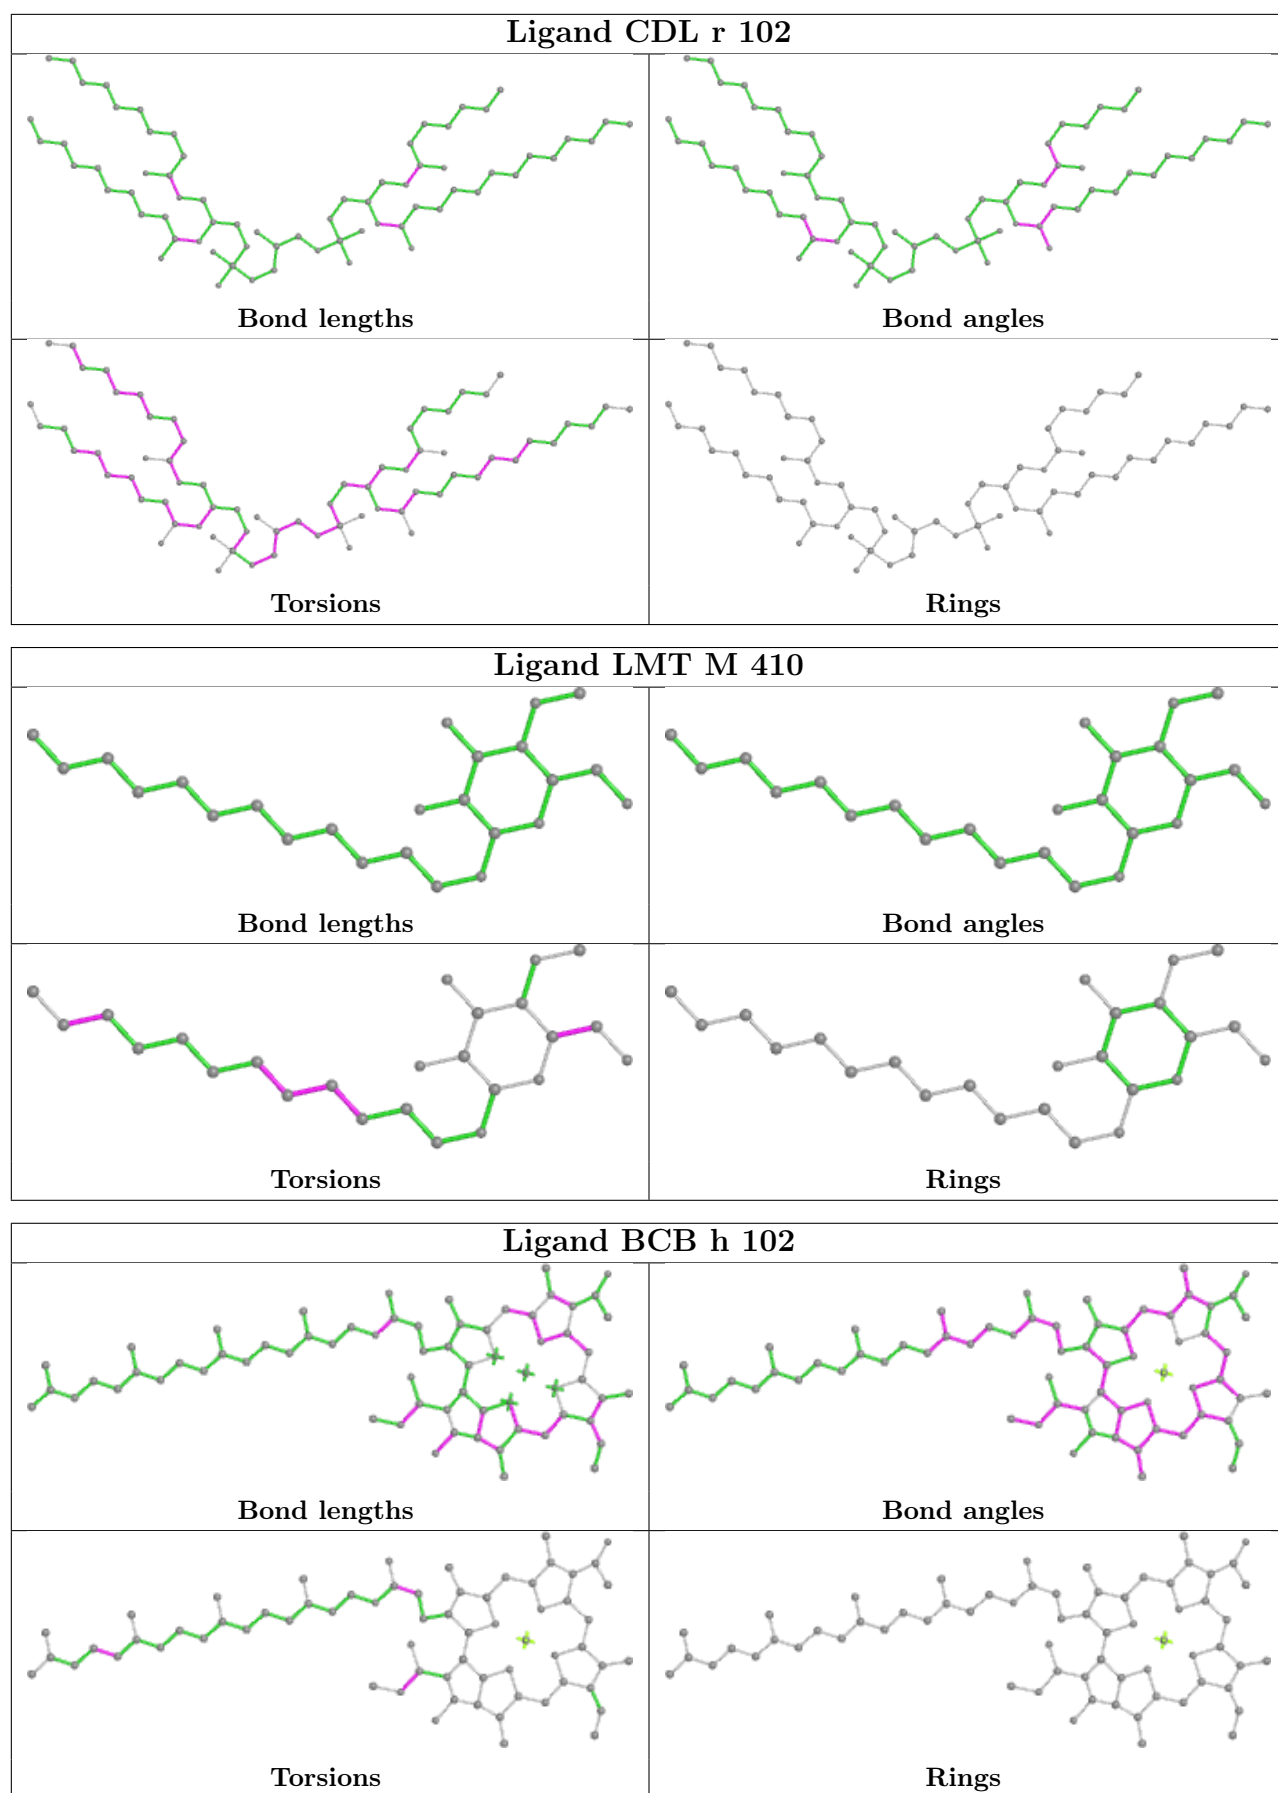 Ligand CDL r 102
Bond lengths
Bond angles
Torsions
Rings
Ligand LMT M 410
Bond lengths
Bond angles
Torsions
Rings
Ligand BCB h 102
Bond lengths
Bond angles
Torsions
Rings